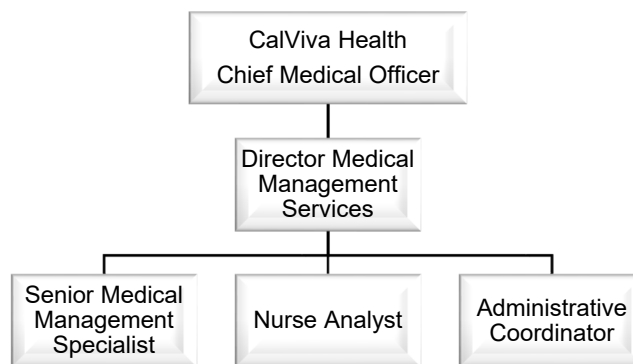 CalViva Health
Chief Medical Officer
Director Medical
Management
Services
Senior Medical
Management
Specialist
Nurse Analyst
Administrative
Coordinator